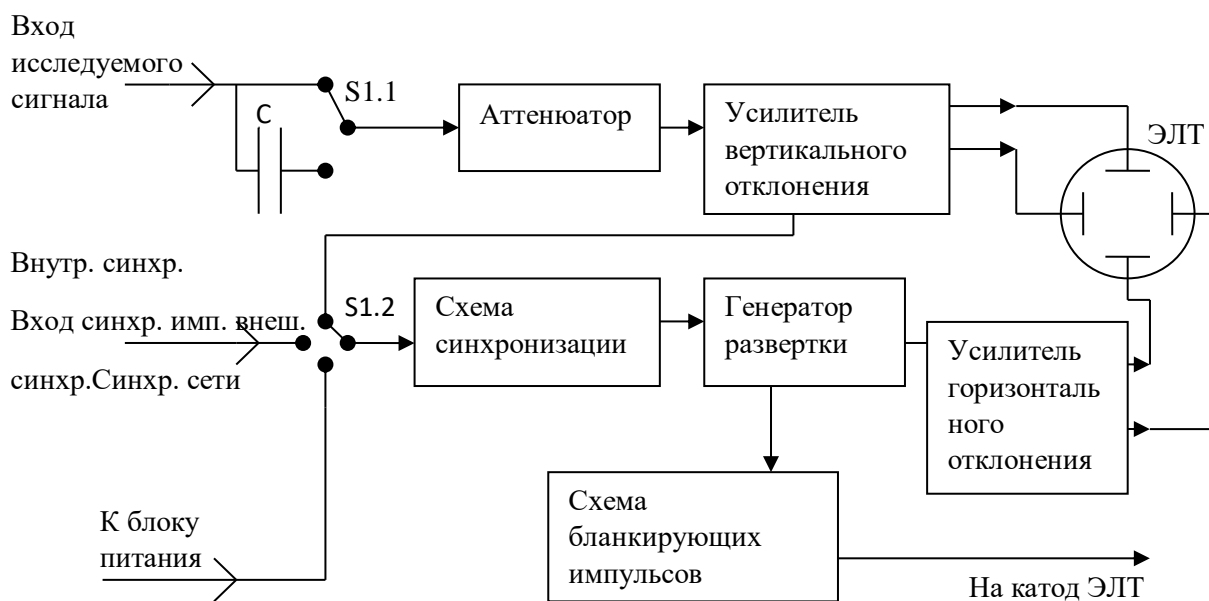 Вход
исследуемого
сигнала
C
S1.1
Аттенюатор
Усилитель
вертикального
отклонения
ЭЛТ
Внутр. синхр.
Вход синхр. имп. внеш.
синхр.Синхр. сети
S1.2
Схема
синхронизации
Генератор
развертки
Усилитель
горизонталь
ного
отклонения
Схема
бланкирующих
импульсов
К блоку
питания
На катод ЭЛТ